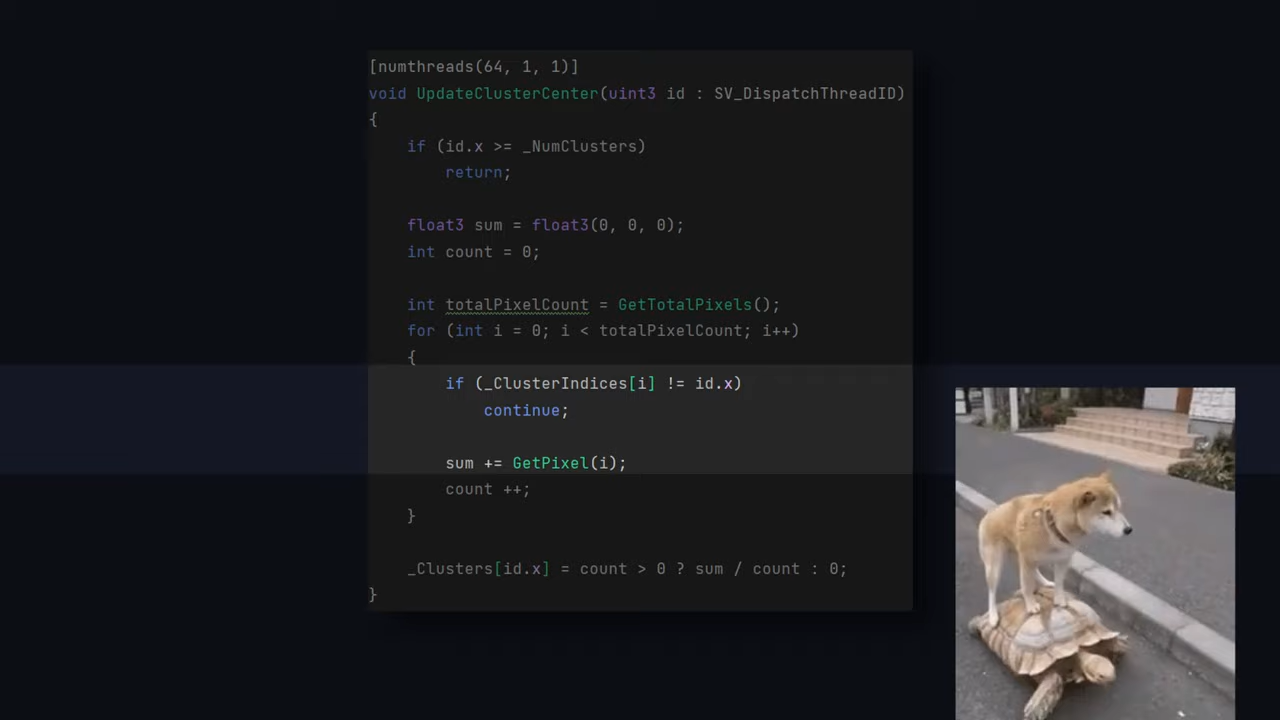 [numthreads(64, 1, 1)]
void UpdateClusterCenter(uint3 id : SV_DispatchThreadID)
{
if (id.x >= _NumClusters)
return;
float3 sum = float3(0, 0, 0);
int count = 0;
int totalPixelCount = GetTotalPixels();
for (int i = 0; i < totalPixelCount; i++)
{
if (_ClusterIndices[i] != id.x)
continue;
sum += GetPixel(i);
count ++;
}
_Clusters[id.x] = count > 0 ? sum / count : 0;
}